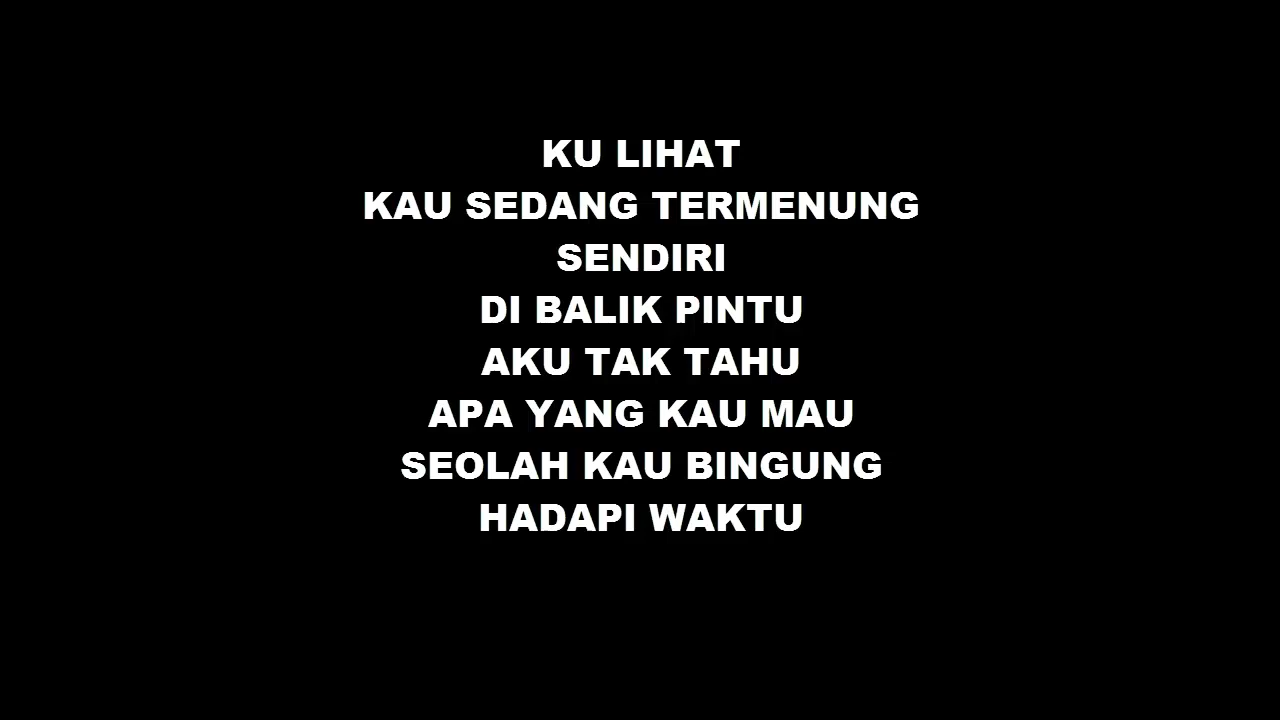 KU LIHAT
KAU SEDANG TERMENUNG
SENDIRI
DI BALIK PINTU
AKU TAK TAHU
APA YANG KAU MAU
SEOLAH KAU BINGUNG
HADAPI WAKTU